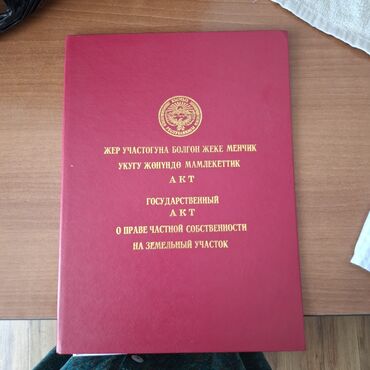 ЖЕР УЧАСТОГУНА БОЛГОН ЖЕКЕ МЕНЧИК
УКУГУ ЖӨНҮНДӨ МАМЛЕКЕТТИК
АКТ
ГОСУДАРСТВЕННЫЙ
АКТ
О ПРАВЕ ЧАСТНОЙ СОБСТВЕННОСТИ
НА ЗЕМЕЛЬНЫЙ УЧАСТОК